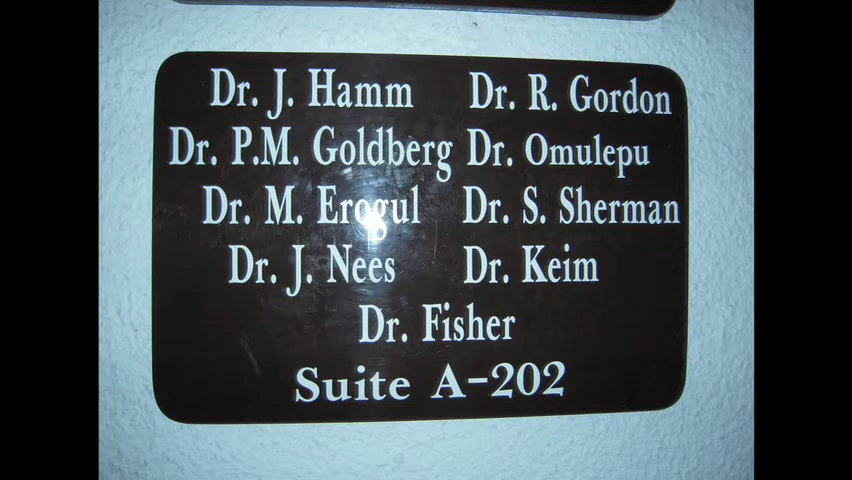 Dr. J. Hamm Dr. R. Gordon
Dr. P.M. Goldberg Dr. Omulepu
Dr. M. Erogul Dr. S. Sherman
Dr. J. Nees Dr. Keim
Dr. Fisher
Suite A-202